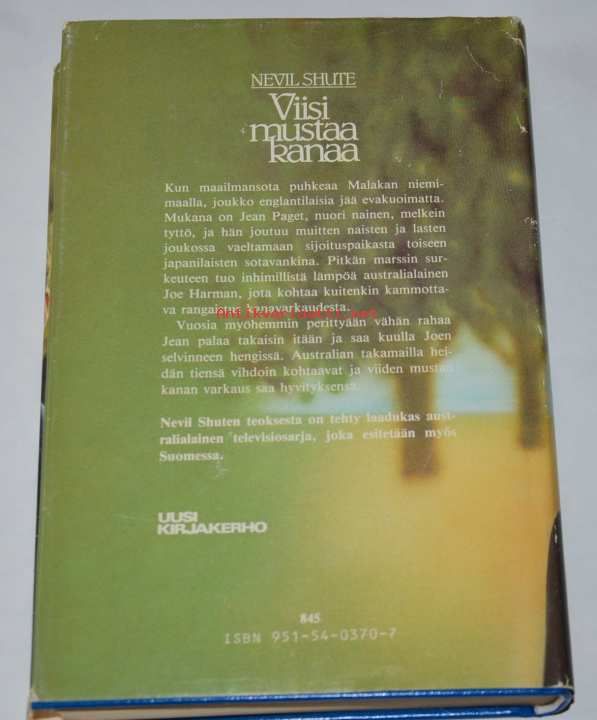 NEVIL SHUTE
Viisi
mustaa
kanaa
Kun maailmansota puhkeaa Malakan niemi-
maalla, joukko englantilaisia jää evakuoimatta.
Mukana on Jean Paget, nuori nainen, melkein
tyttö, ja hän joutuu muitten naisten ja lasten
joukossa vaeltamaan sijoituspaikasta toiseen
japanilaisten sotavankina. Pitkän marssin sur-
keuteen tuo inhimillistä lämpöä australialainen
Joe Harman, jota kohtaa kuitenkin kammotta-
va rangaistus kanavarkaudesta.
Vuosia myöhemmin perittyään vähän rahaa
Jean palaa takaisin itään ja saa kuulla Joen
selvinneen hengissä. Australian takamailla hei-
dän tiensä vihdoin kohtaavat ja viiden mustan
kanan varkaus saa hyvityksensä.
Nevil Shuten teoksesta on tehty laadukas aust-
ralialainen televisiosarja, joka esitetään myös
Suomessa.
UUSI
KIRJAKERHO
845
ISBN 951-54-0370-7